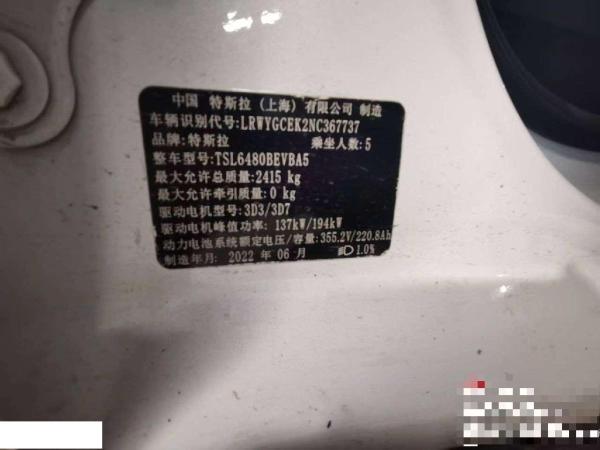 中国 特斯拉(上海)有限公司 制造
车辆识别代号:LRWYGCEK2NC367737
品牌:特斯拉 乘坐人数:5
整车型号:TSL6480BEVBA5
最大允许总质量:2415 kg
最大允许牵引质量:0 kg
驱动电机型号:3D3/3D7
驱动电机峰值功率: 137kW/194kW
动力电池系统额定电压/容量:355.2V/220.8Ah
制造年月: 2022 年 06 月 1.0%